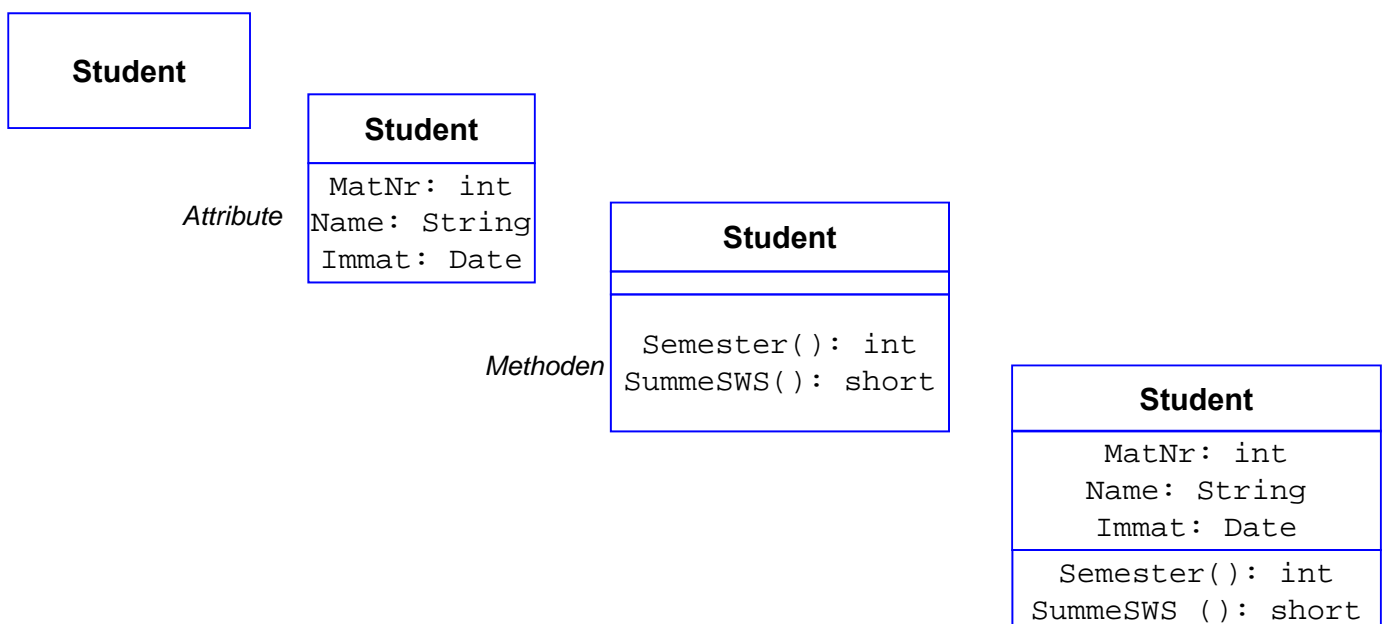 Student
Student
MatNr: int
Attribute
Name: String
Immat: Date
Student
Methoden
Semester(): int
SummeSWS(): short
Student
MatNr: int
Name: String
Immat: Date
Semester(): int
SummeSWS (): short